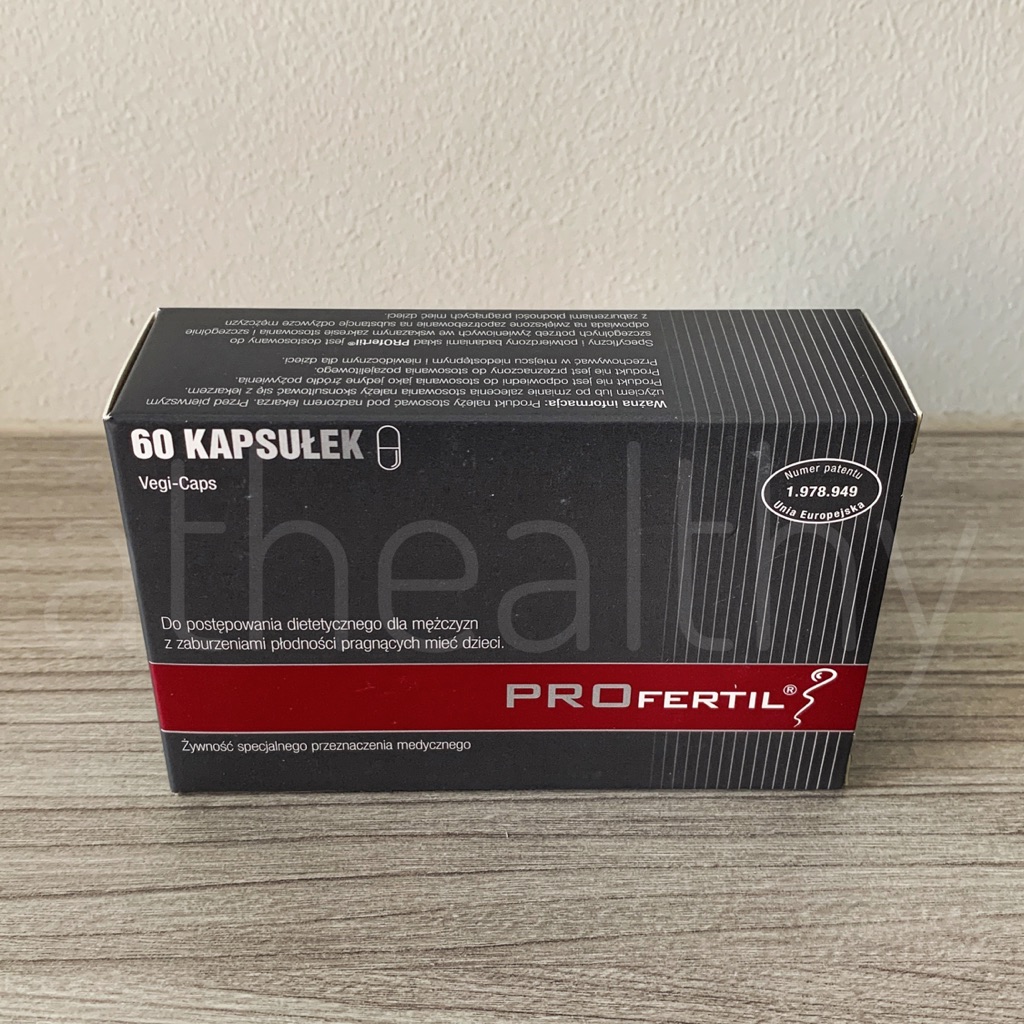 Ważna informacja: Produkt należy stosować pod nadzorem lekarza. Przed pierwszym
użyciem lub po zmianie zalecenia stosowania należy skonsultować się z lekarzem.
Produkt nie jest odpowiedni do stosowania jako jedyne źródło pożywienia.
Produkt nie jest przeznaczony do stosowania pozajelitowego.
Przechowywać w miejscu niedostępnym i niewidocznym dla dzieci.
Specyficzny i potwierdzony badaniami skład PROfertil® jest dostosowany do
szczególnych potrzeb żywieniowych we wskazanym zakresie stosowania i szczególnie
odpowiada na zwiększone zapotrzebowanie na substancje odżywcze mężczyzn
z zaburzeniami płodności pragnących mieć dzieci.
60 KAPSUŁEK
Vegi-Caps
Numer patentu
1.978.949
Unia Europejska
athealthy
Do postępowania dietetycznego dla mężczyzn
z zaburzeniami płodności pragnących mieć dzieci.
PROFERTIL®
Żywność specjalnego przeznaczenia medycznego